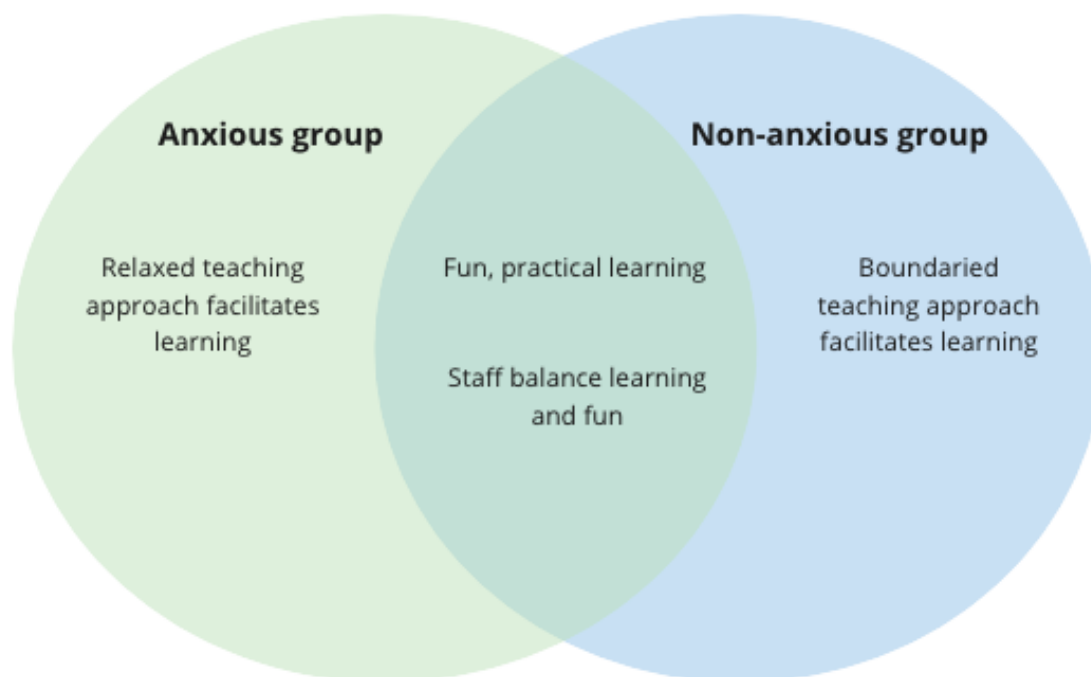 Anxious group
Non-anxious group
Relaxed teaching
approach facilitates
learning
Fun, practical learning
Staff balance learning
and fun
Boundaried
teaching approach
facilitates learning